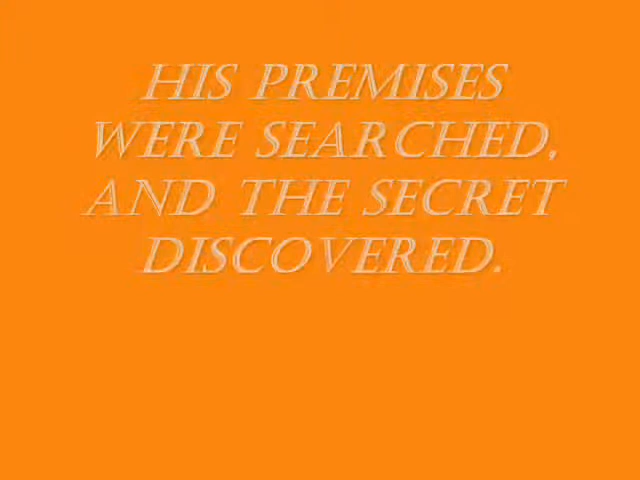 HIS PREMISES
WERE SEARCHED,
AND THE SECRET
DISCOVERED.